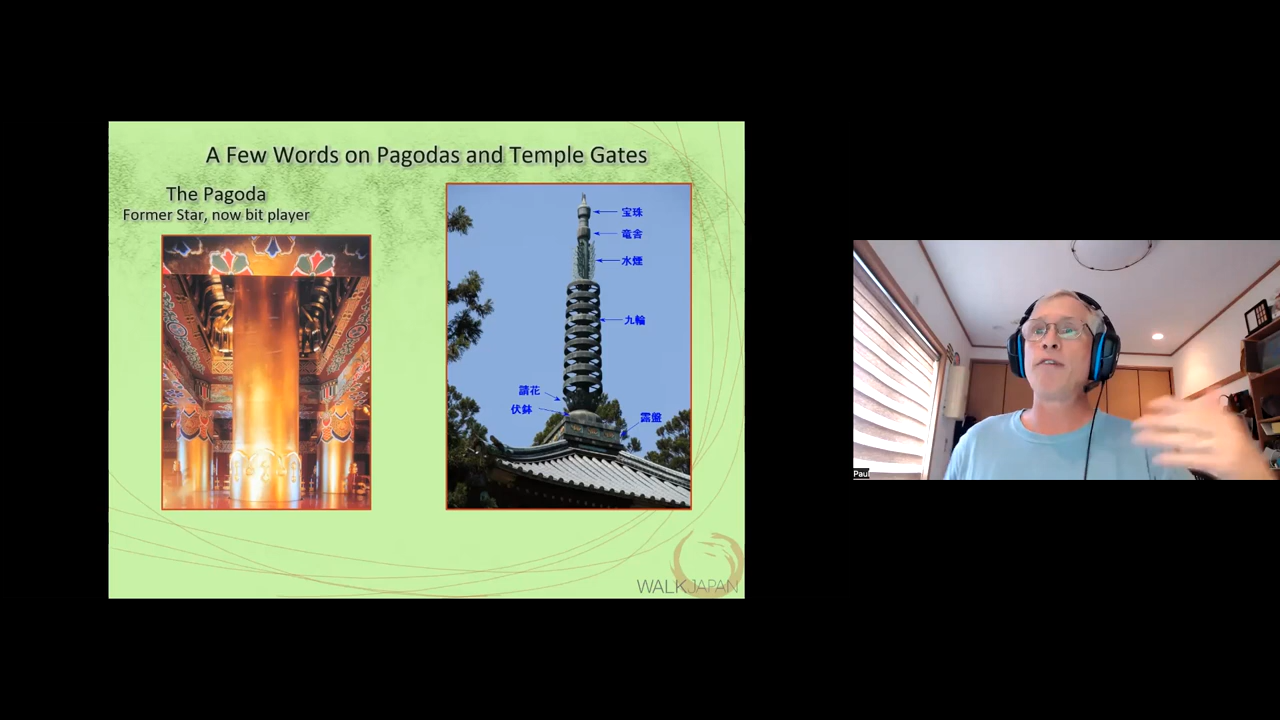 A Few Words on Pagodas and Temple Gates
The Pagoda
Former Star, now bit player
宝珠
竜舎
水煙
九輪
請花
伏鉢
露盤
WALKJAPAN
Paul